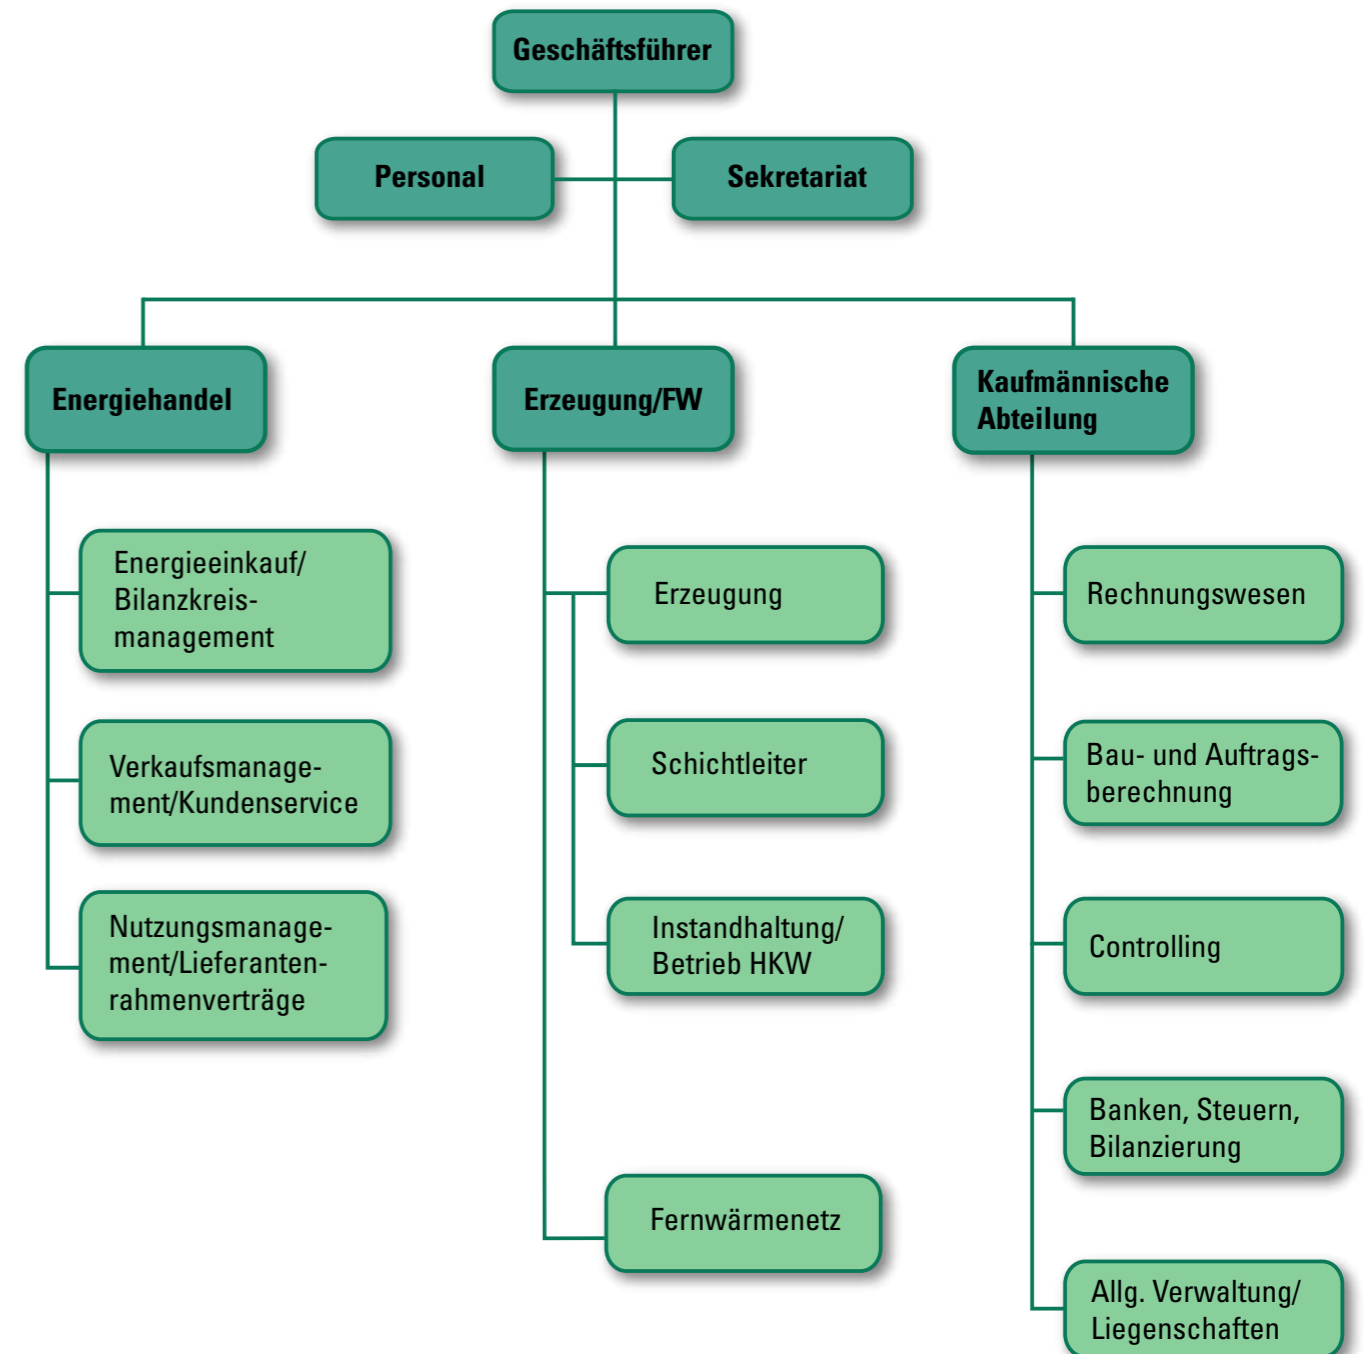 Geschäftsführer
Personal
Sekretariat
Energiehandel
Erzeugung/FW
Kaufmännische
Abteilung
Energieeinkauf/
Bilanzkreis-
management
Verkaufsmanage-
ment/Kundenservice
Nutzungsmanage-
ment/Lieferanten-
rahmenverträge
Erzeugung
Schichtleiter
Instandhaltung/
Betrieb HKW
Fernwärmenetz
Rechnungswesen
Bau- und Auftrags-
berechnung
Controlling
Banken, Steuern,
Bilanzierung
Allg. Verwaltung/
Liegenschaften